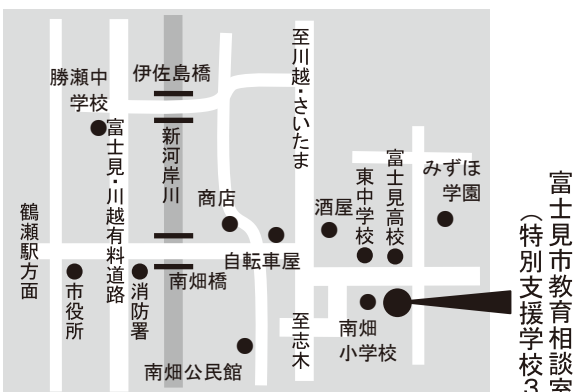 勝瀬中
学校
伊佐島橋
至川越・さいたま
富士見・川越有料道路
新河岸川
商店
酒屋
東中学校
富士見高校
みずほ
学園
鶴瀬駅方面
市役所
消防署
南畑橋
自転車屋
至志木
南畑
小学校
南畑公民館
富士見市教育相談室
(特別支援学校3